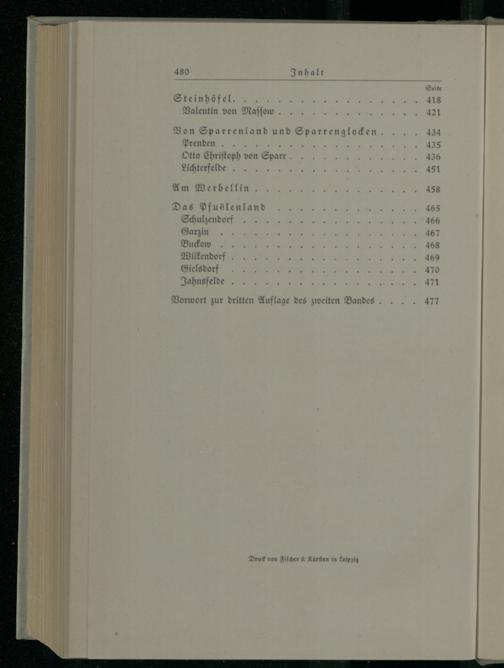 480 Inhalt
Seite
Steinhöfel. . . . . . . . . . . . . . . . . 418
Valentin von Massow . . . . . . . . . . . . . 421
Von Sparrenland und Sparrenglocken . . . . 434
Prenden . . . . . . . . . . . . . . . . . . 435
Otto Christoph von Sparr . . . . . . . . . . . . 436
Lichterfelde . . . . . . . . . . . . . . . . . 451
Am Werbellin . . . . . . . . . . . . . . . 458
Das Pfuëlenland . . . . . . . . . . . . . 465
Schulzendorf . . . . . . . . . . . . . . . . 466
Garzin . . . . . . . . . . . . . . . . . . 467
Buckow . . . . . . . . . . . . . . . . . . 468
Wilkendorf . . . . . . . . . . . . . . . . . 469
Gielsdorf . . . . . . . . . . . . . . . . . 470
Jahnsfelde . . . . . . . . . . . . . . . . . 471
Vorwort zur dritten Auflage des zweiten Bandes . . . . 477
Druck von Fischer & Kürsten in Leipzig